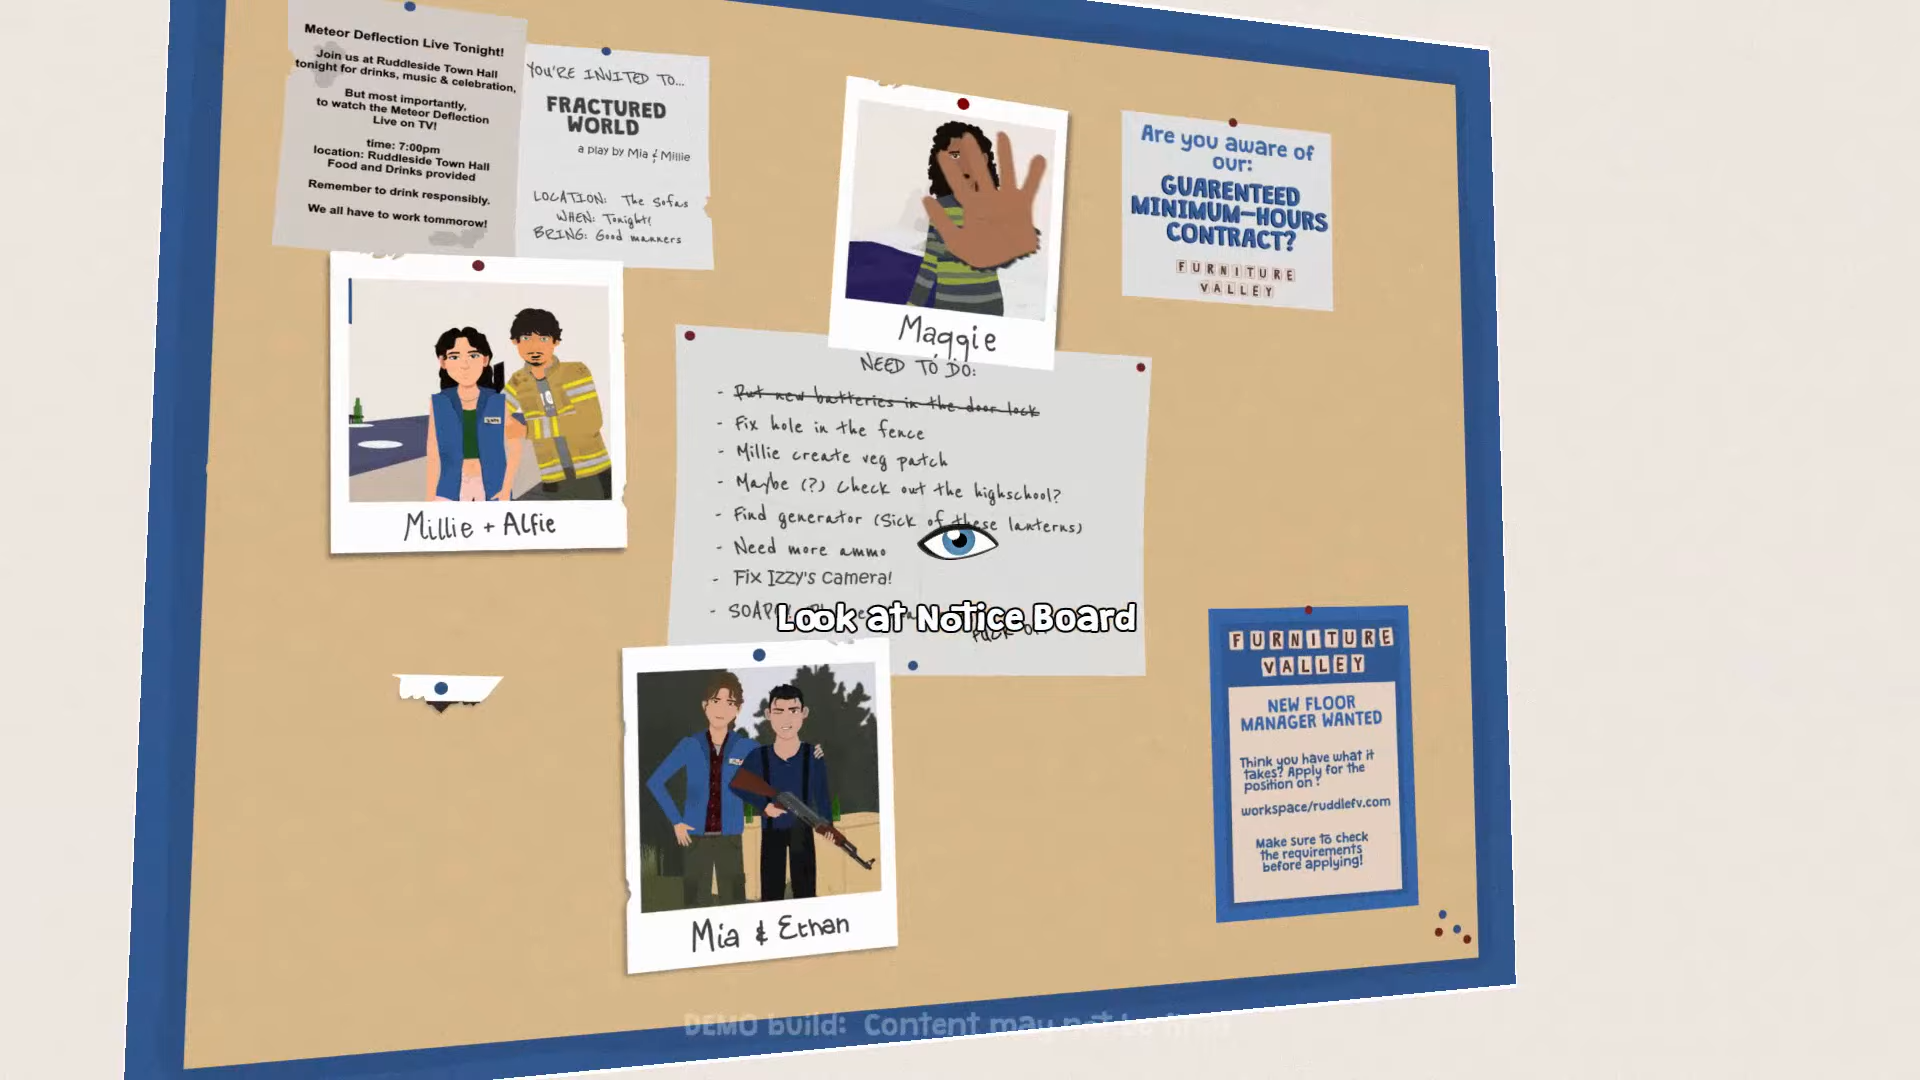 Meteor Deflection Live Tonight!
Join us at Ruddleside Town Hall
tonight for drinks, music & celebration,
But most importantly,
to watch the Meteor Deflection
Live on TV!
time: 7:00pm
location: Ruddleside Town Hall
Food and Drinks provided
Remember to drink responsibly.
We all have to work tommorow!
YOU'RE INVITED TO...
FRACTURED
WORLD
a play by Mia & Millie
LOCATION: The Sofas
WHEN: Tonight!
BRING: Good manners
Maggie
Are you aware of
our:
GUARENTEED
MINIMUM-HOURS
CONTRACT?
FURNITURE
VALLEY
Millie + Alfie
NEED TO DO:
- Put new batteries in the door lock
- Fix hole in the fence
- Millie create veg patch
- Maybe (?) Check out the highschool?
- Find generator (Sick of these lanterns)
- Need more ammo
- Fix Izzy's camera!
- SOAP
Look at Notice Board
Mia & Ethan
FURNITURE
VALLEY
NEW FLOOR
MANAGER WANTED
Think you have what it
takes? Apply for the
position on:
workspace/ruddlefv.com
Make sure to check
the requirements
before applying!
DEMO build: Content may not be final